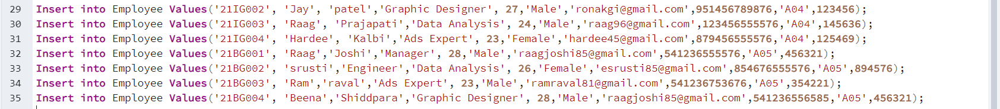 29 Insert into Employee Values('21IG002', 'Jay', 'patel','Graphic Designer', 27,'Male','ronakgi@gmail.com',951456789876,'A04',123456);
30 Insert into Employee Values('21IG003', 'Raag', 'Prajapati','Data Analysis', 24,'Male','raag96@gmail.com',123456555576,'A04',145636);
31 Insert into Employee Values('21IG004', 'Hardee', 'Kalbi','Ads Expert', 23,'Female','hardee45@gmail.com',879456555576,'A04',125469);
32 Insert into Employee Values('21BG001', 'Raag','Joshi','Manager', 28,'Male','raagjoshi85@gmail.com',541236555576,'A05',456321);
33 Insert into Employee Values('21BG002', 'srusti','Engineer','Data Analysis', 26,'Female','esrusti85@gmail.com',854676555576,'A05',894576);
34 Insert into Employee Values('21BG003', 'Ram','raval','Ads Expert', 23,'Male','ramraval81@gmail.com',541236753676,'A05',354221);
35 Insert into Employee Values('21BG004', 'Beena','Shiddpara','Graphic Designer', 28,'Male','raagjoshi85@gmail.com',541236556585,'A05',456321);